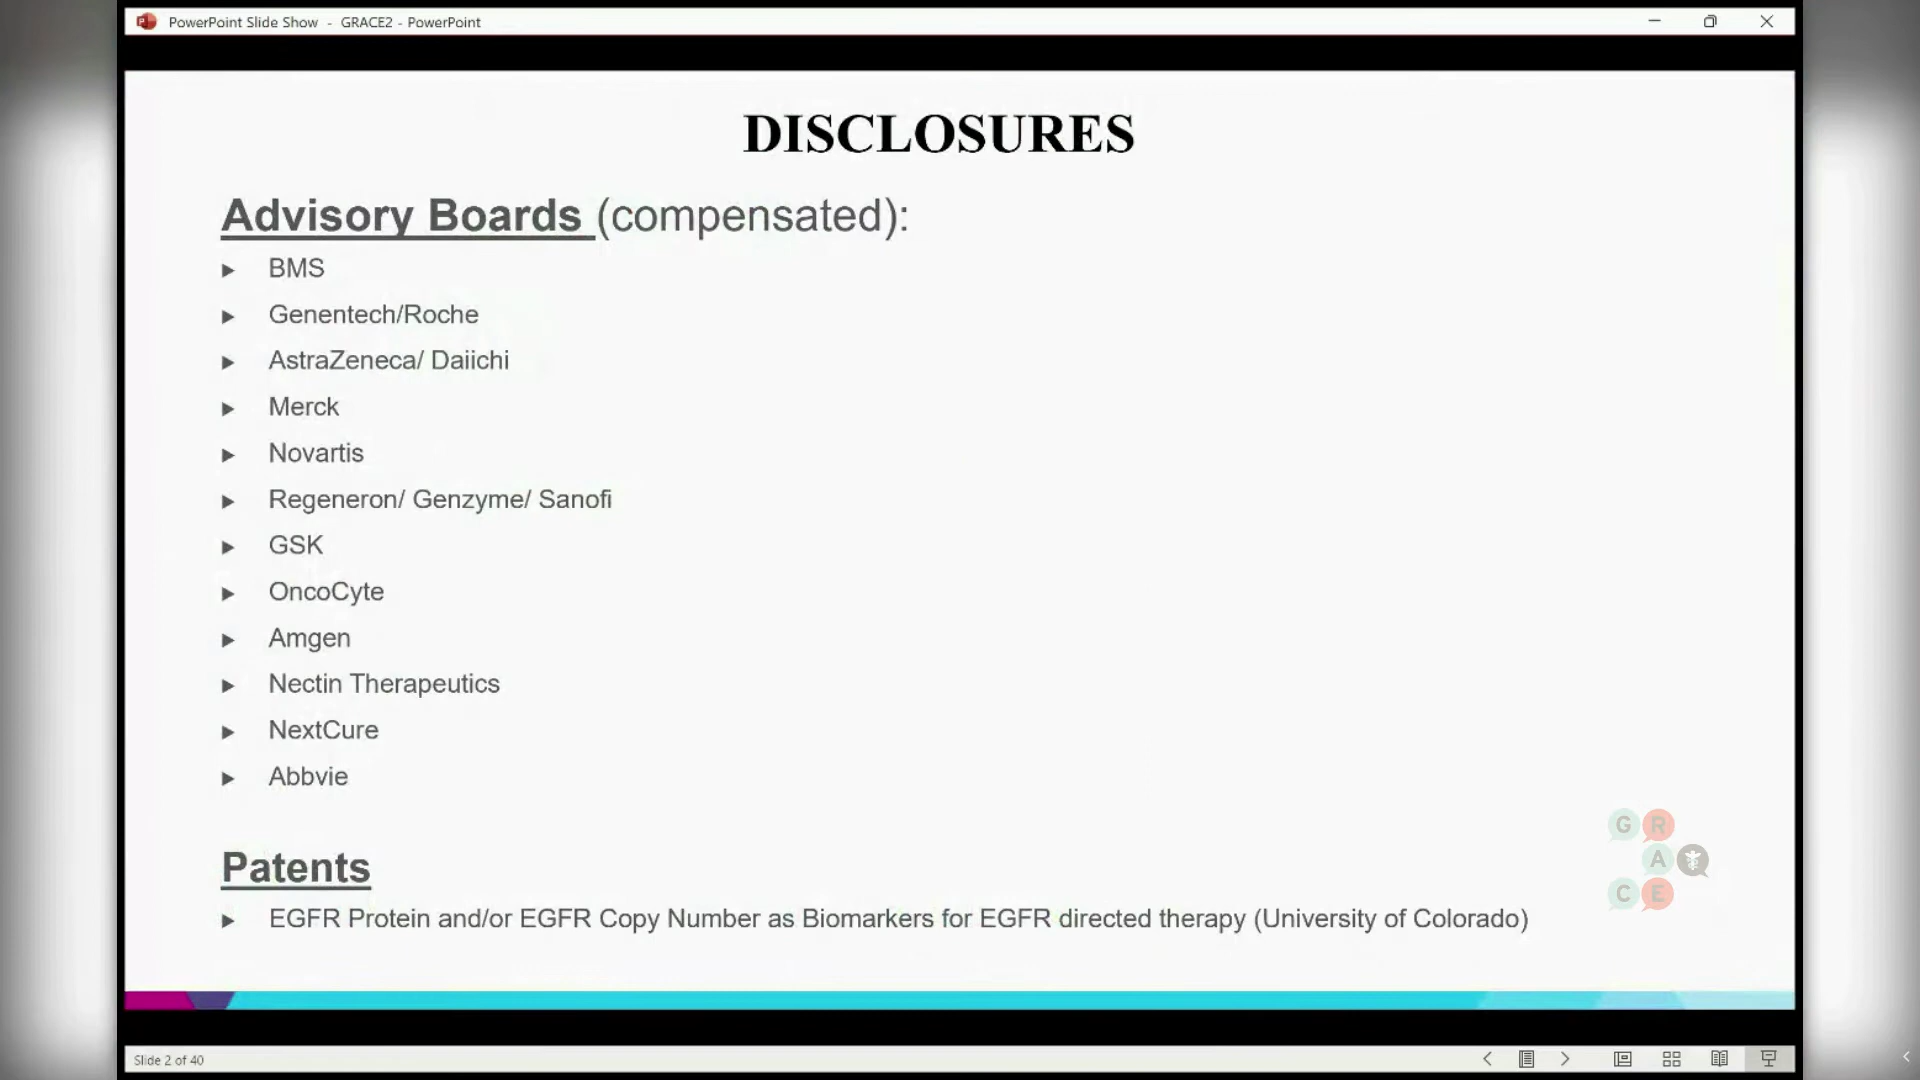 PowerPoint Slide Show - GRACE2 - PowerPoint
DISCLOSURES
Advisory Boards (compensated):
BMS
Genentech/Roche
AstraZeneca/ Daiichi
Merck
Novartis
Regeneron/ Genzyme/ Sanofi
GSK
OncoCyte
Amgen
Nectin Therapeutics
NextCure
Abbvie
G R
A
C E
Patents
EGFR Protein and/or EGFR Copy Number as Biomarkers for EGFR directed therapy (University of Colorado)
Slide 2 of 40